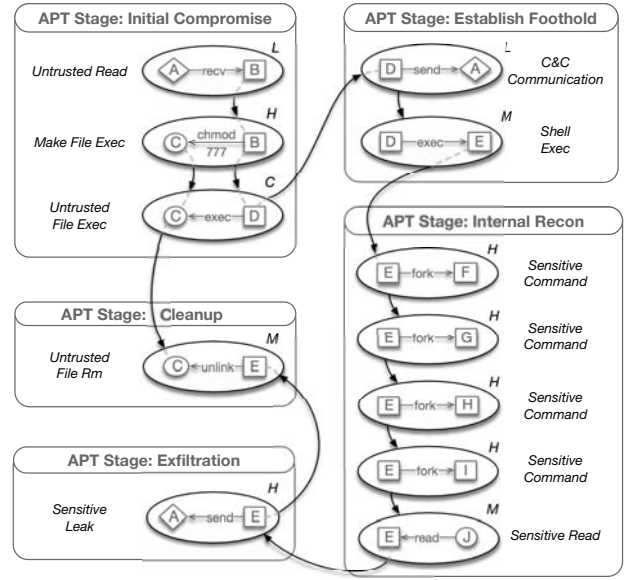 APT Stage: Initial Compromise
L
Untrusted Read
A recv B
H
Make File Exec
C chmod B
777
C
Untrusted
File Exec
C exec D
APT Stage: Establish Foothold
L
D send A
C&C
Communication
M
D exec E
Shell
Exec
APT Stage: Internal Recon
H
E fork F
Sensitive
Command
H
E fork G
Sensitive
Command
H
E fork H
Sensitive
Command
H
E fork I
Sensitive
Command
M
E read J
Sensitive Read
APT Stage: Cleanup
M
Untrusted
File Rm
C unlink E
APT Stage: Exfiltration
H
Sensitive
Leak
A send E